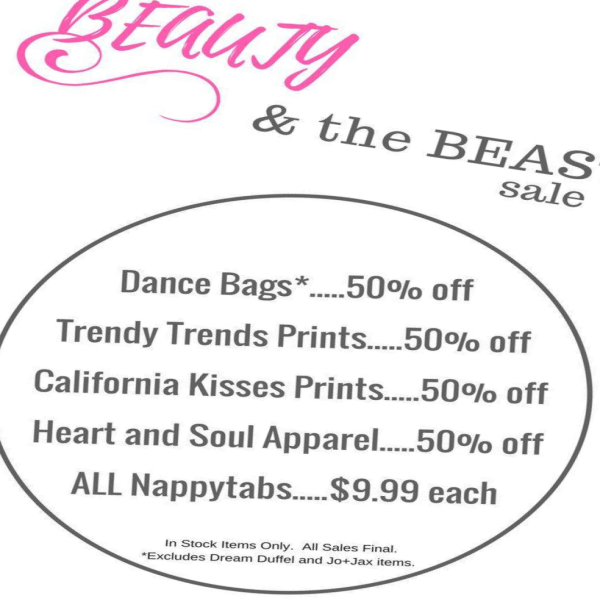 BEAUTY
& the BEAS
sale
Dance Bags*.....50% off
Trendy Trends Prints.....50% off
California Kisses Prints.....50% off
Heart and Soul Apparel.....50% off
ALL Nappytabs.....$9.99 each
In Stock Items Only. All Sales Final.
*Excludes Dream Duffel and Jo+Jax items.